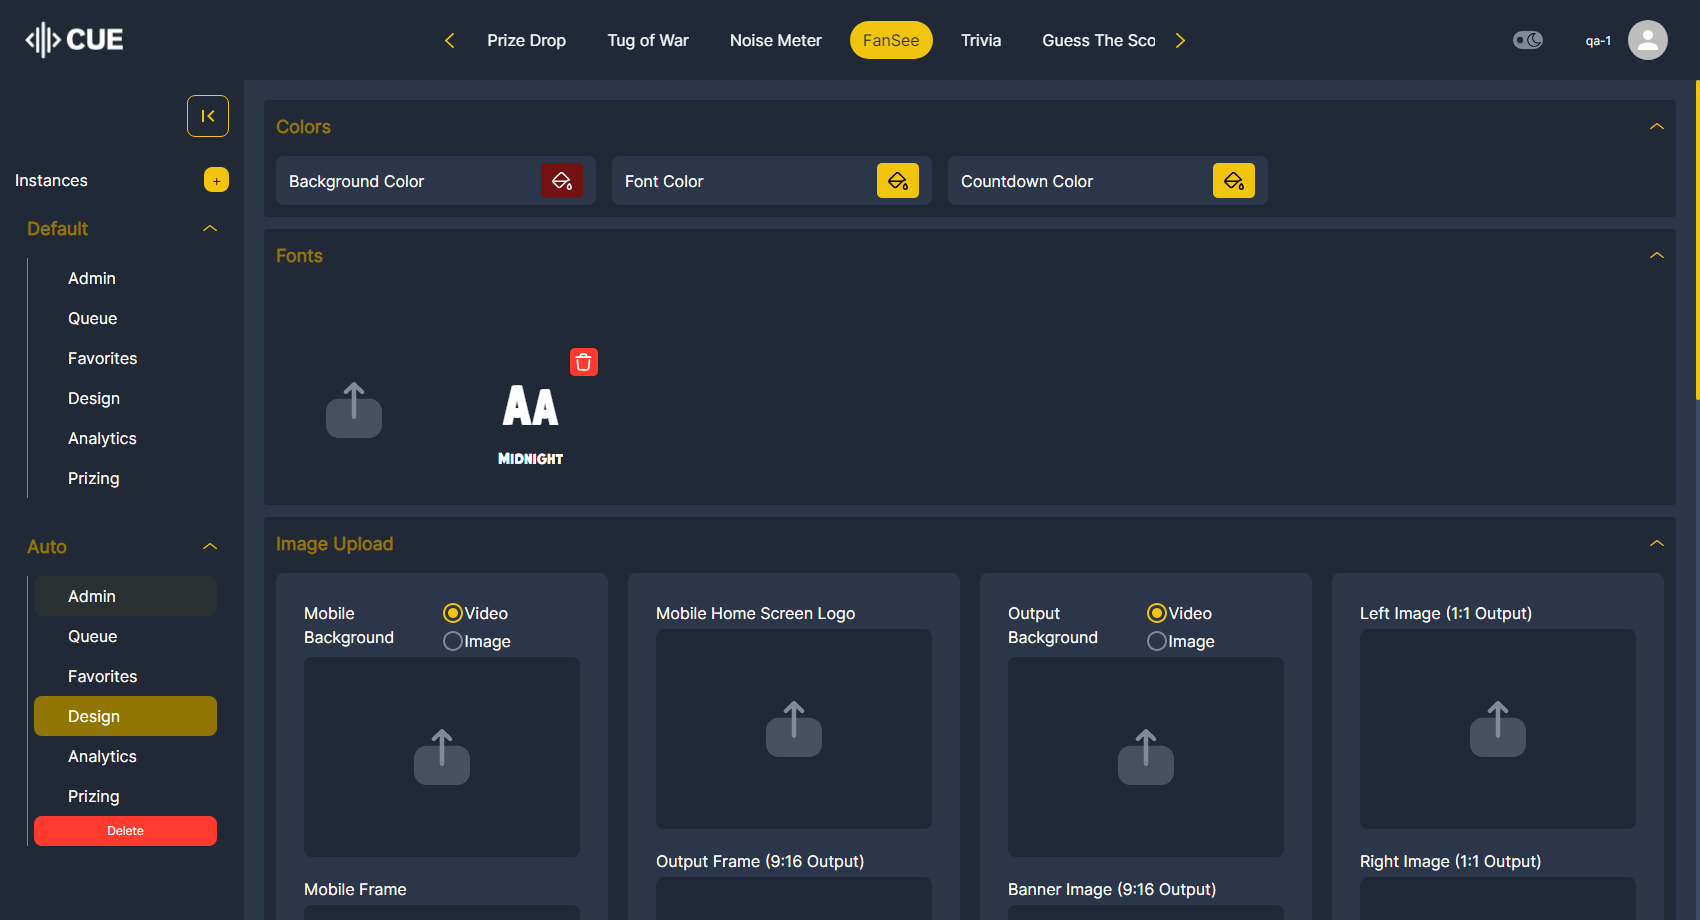 CUE
Prize Drop
Tug of War
Noise Meter
FanSee
Trivia
Guess The Sco
qa-1
Instances
+
Default
Admin
Queue
Favorites
Design
Analytics
Prizing
Auto
Admin
Queue
Favorites
Design
Analytics
Prizing
Delete
Colors
Background Color
Font Color
Countdown Color
Fonts
AA
MIDNIGHT
Image Upload
Mobile
Background
Video
Image
Mobile Frame
Mobile Home Screen Logo
Output Frame (9:16 Output)
Output
Background
Video
Image
Banner Image (9:16 Output)
Left Image (1:1 Output)
Right Image (1:1 Output)